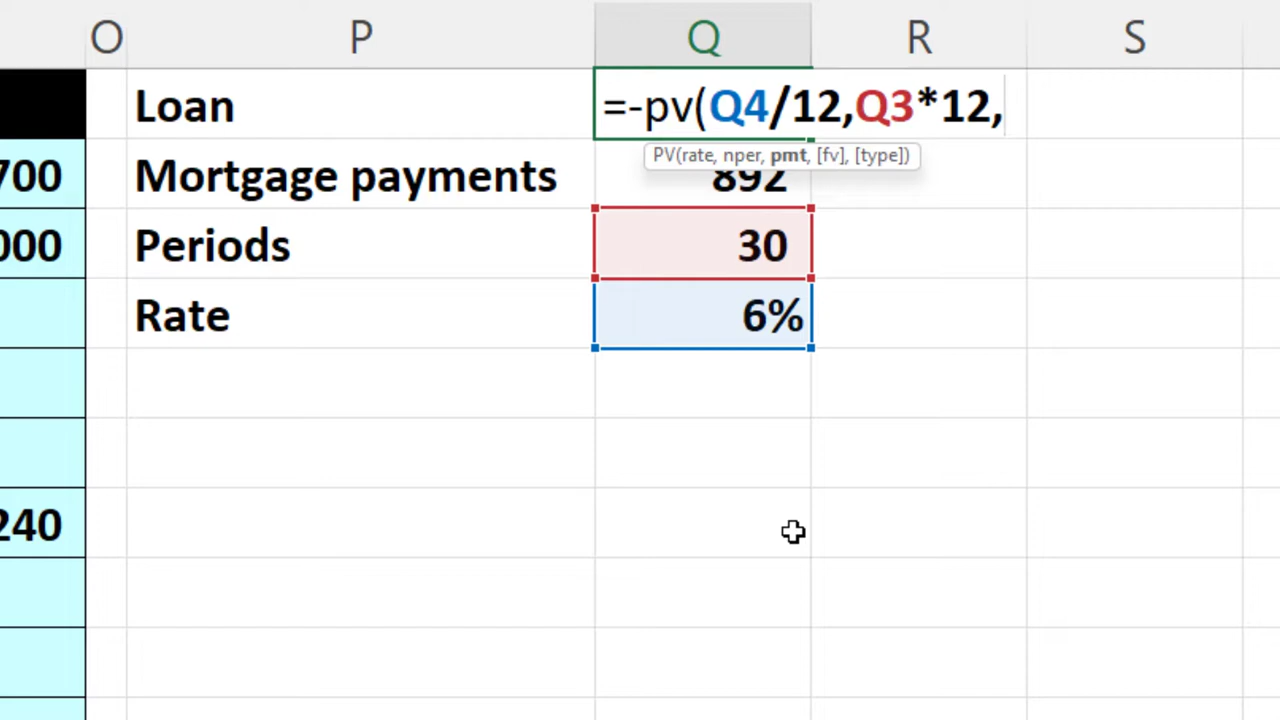 O P Q R S
Loan =-pv(Q4/12,Q3*12,
PV(rate, nper, pmt, [fv], [type])
700 Mortgage payments 892
000 Periods 30
Rate 6%
240